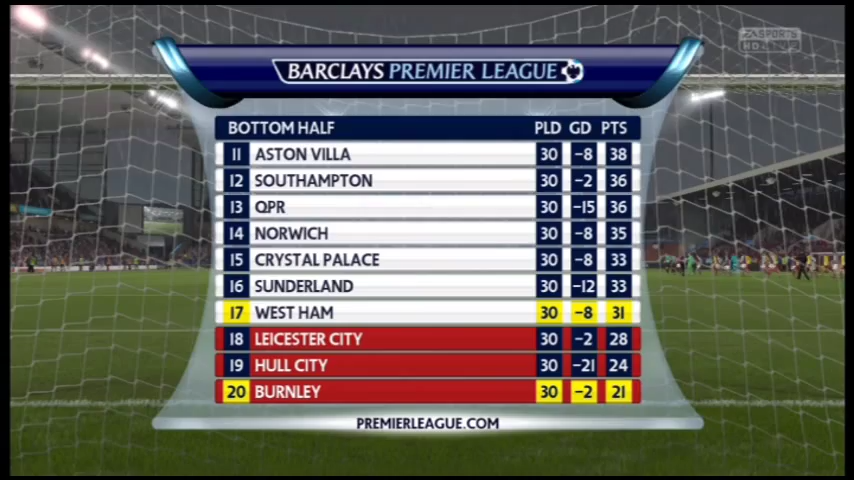 EA SPORTS
BARCLAYS PREMIER LEAGUE
BOTTOM HALF PLD GD PTS
11 ASTON VILLA 30 -8 38
12 SOUTHAMPTON 30 -2 36
13 QPR 30 -15 36
14 NORWICH 30 -8 35
15 CRYSTAL PALACE 30 -8 33
16 SUNDERLAND 30 -12 33
17 WEST HAM 30 -8 31
18 LEICESTER CITY 30 -2 28
19 HULL CITY 30 -21 24
20 BURNLEY 30 -2 21
PREMIERLEAGUE.COM